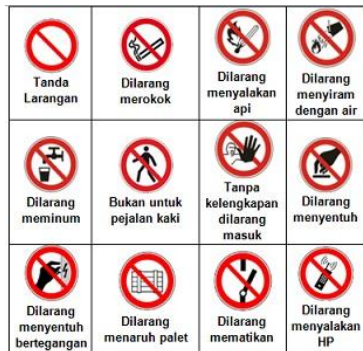 Tanda
Larangan
Dilarang
merokok
Dilarang
menyalakan
api
Dilarang
menyiram
dengan air
Dilarang
meminum
Bukan untuk
pejalan kaki
Tanpa
kelengkapan
dilarang
masuk
Dilarang
menyentuh
Dilarang
menyentuh
bertegangan
Dilarang
menaruh palet
Dilarang
mematikan
Dilarang
menyalakan
HP